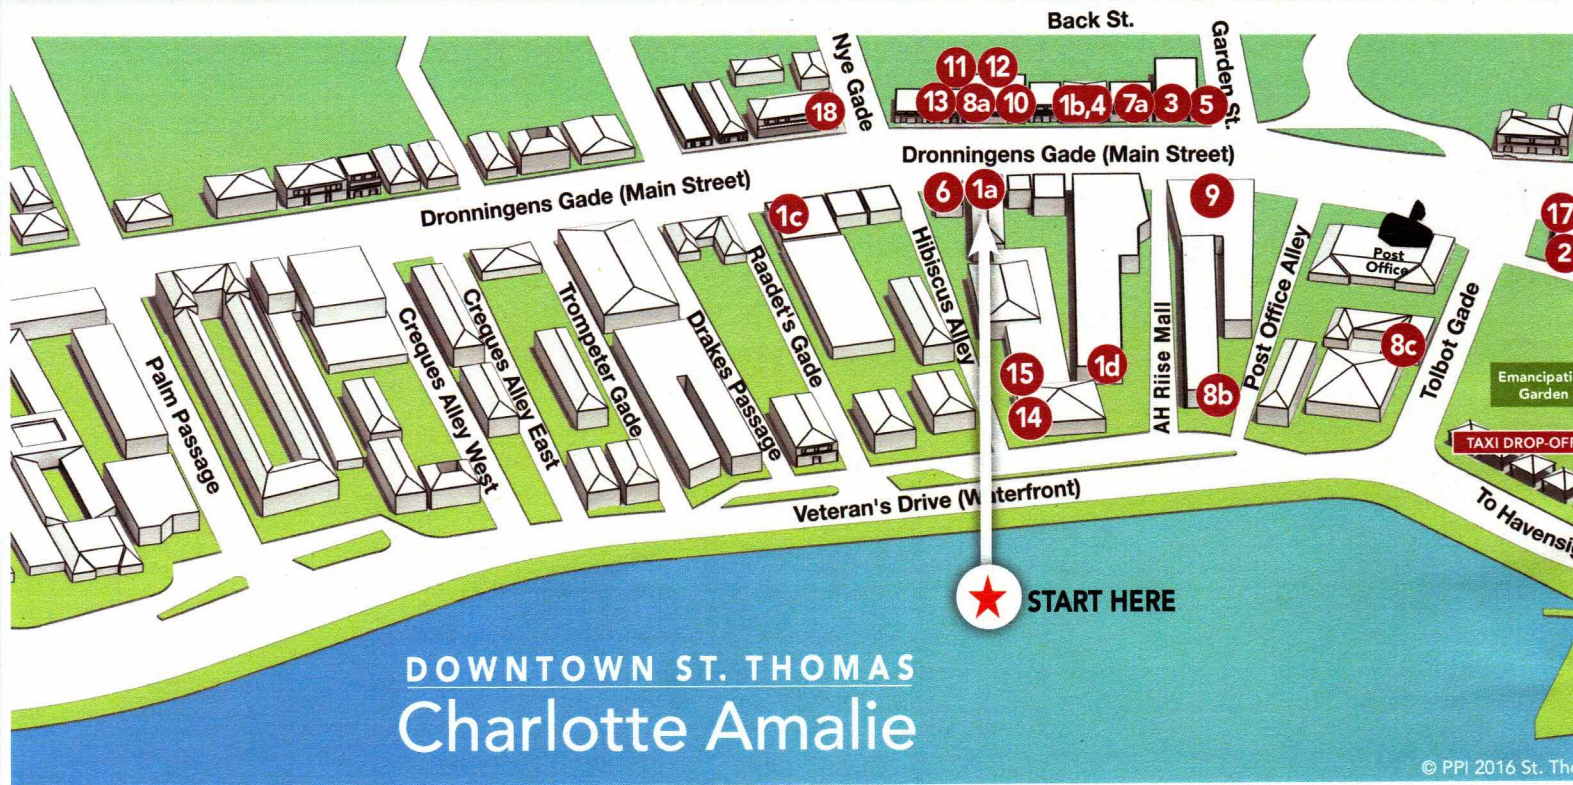 Back St.
Nye Gade
Garden St.
11
12
13
8a
10
1b,4
7a
3
5
18
Dronningens Gade (Main Street)
Dronningens Gade (Main Street)
1c
6
1a
9
17
2
Post
Office
Palm Passage
Creques Alley West
Creques Alley East
Trompeter Gade
Drakes Passage
Raadet's Gade
Hibiscus Alley
AH Riise Mall
Post Office Alley
Tolbot Gade
15
14
1d
8b
8c
Emancipati
Garden
TAXI DROP-OFF
To Havensig
Veteran's Drive (Waterfront)
START HERE
DOWNTOWN ST. THOMAS
Charlotte Amalie
© PPI 2016 St. Tho